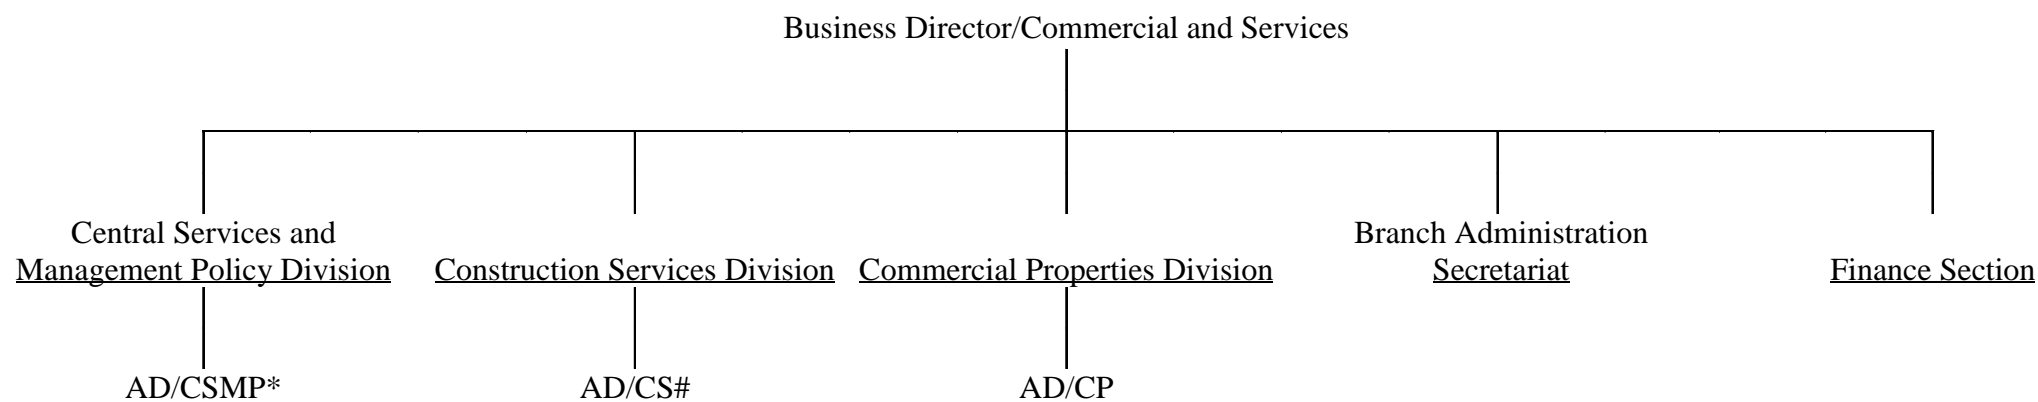 Business Director/Commercial and Services
Central Services and
Management Policy Division
Construction Services Division
Commercial Properties Division
Branch Administration
Secretariat
Finance Section
AD/CSMP*
AD/CS#
AD/CP